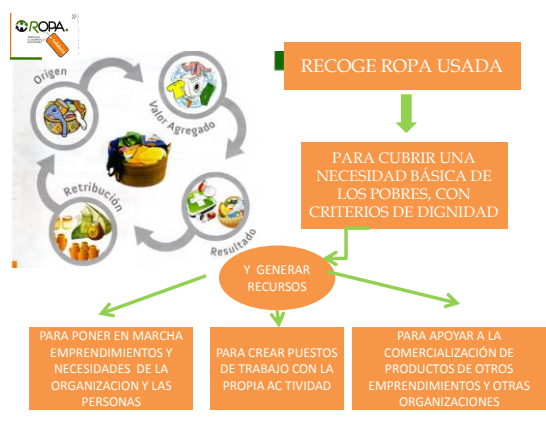 ROPA.
Origen
Valor Agregado
Retribución
Resultado
RECOGE ROPA USADA
PARA CUBRIR UNA
NECESIDAD BÁSICA DE
LOS POBRES, CON
CRITERIOS DE DIGNIDAD
Y GENERAR
RECURSOS
PARA PONER EN MARCHA
EMPRENDIMIENTOS Y
NECESIDADES DE LA
ORGANIZACION Y LAS
PERSONAS
PARA CREAR PUESTOS
DE TRABAJO CON LA
PROPIA AC TIVIDAD
PARA APOYAR A LA
COMERCIALIZACIÓN DE
PRODUCTOS DE OTROS
EMPRENDIMIENTOS Y OTRAS
ORGANIZACIONES